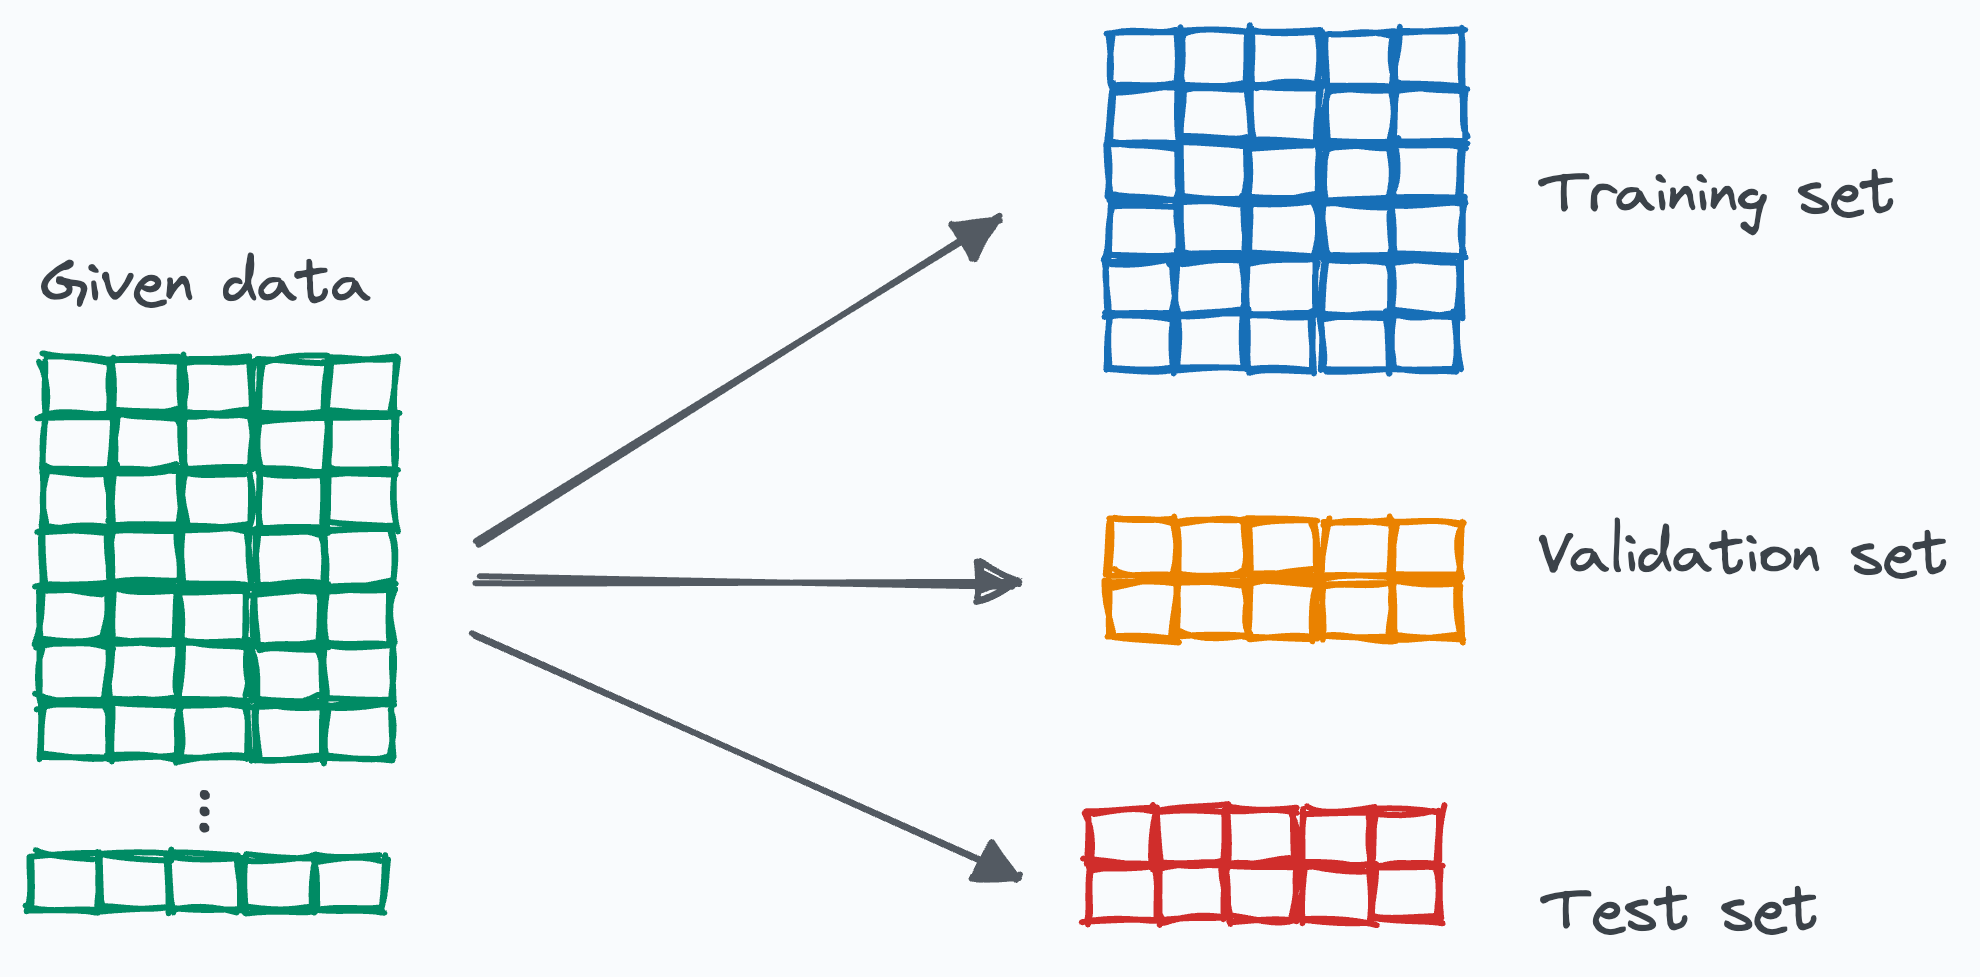 Given data
Training set
Validation set
Test set